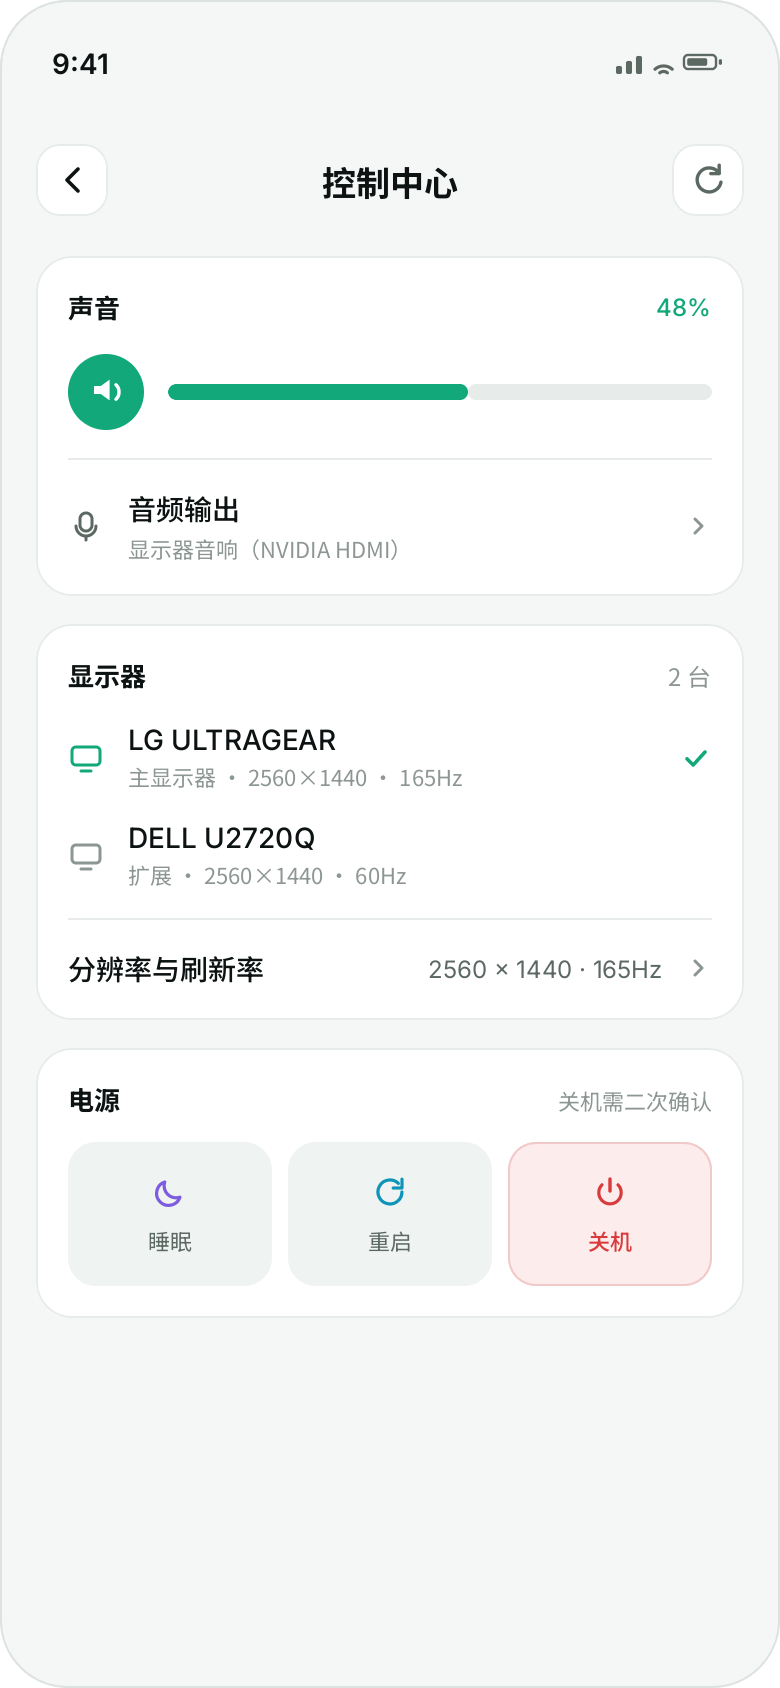 9:41
控制中心
声音
48%
音频输出
显示器音响（NVIDIA HDMI）
显示器
2 台
LG ULTRAGEAR
主显示器 • 2560×1440 • 165Hz
DELL U2720Q
扩展 • 2560×1440 • 60Hz
分辨率与刷新率
2560 × 1440 · 165Hz
电源
关机需二次确认
睡眠
重启
关机